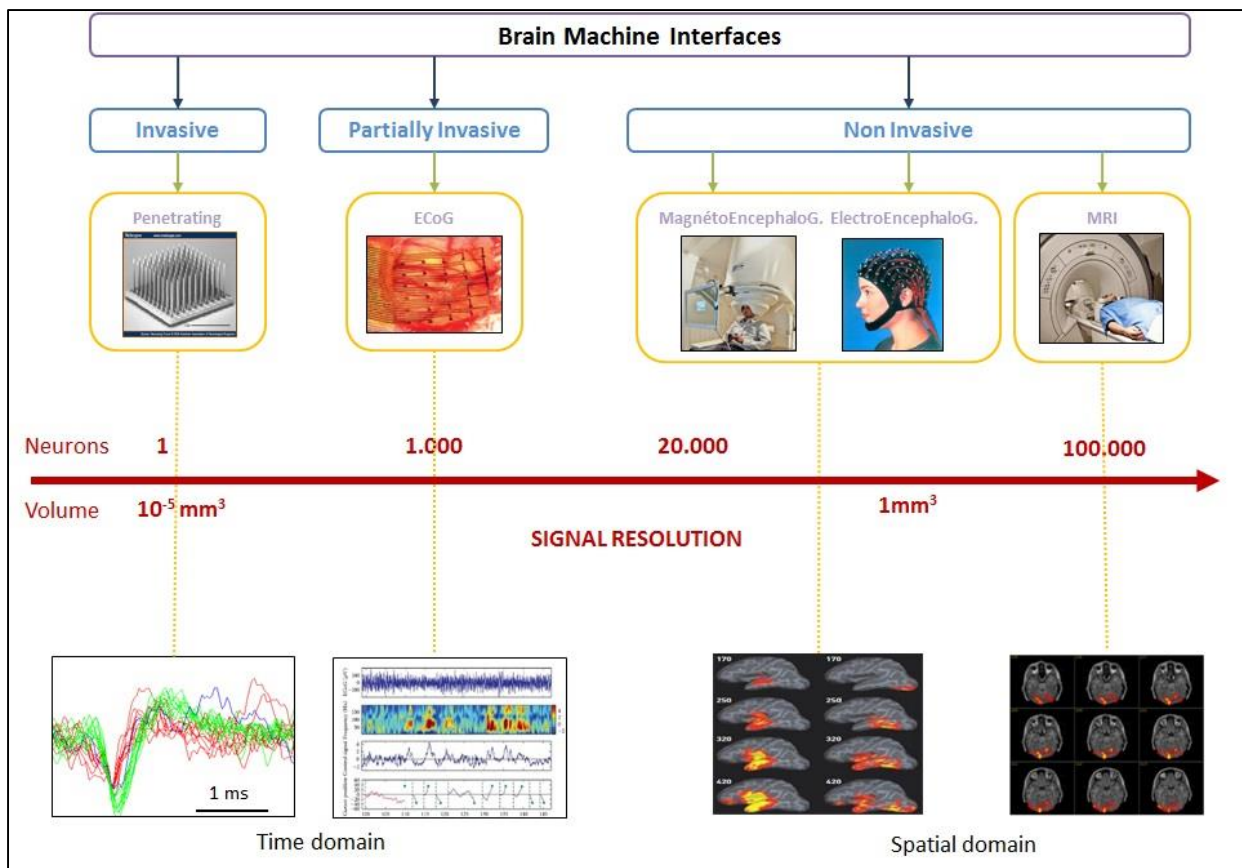 Brain Machine Interfaces
Invasive
Partially Invasive
Non Invasive
Penetrating
ECoG
MagnétoEncephaloG.
ElectroEncephaloG.
MRI
Neurons
1
1.000
20.000
100.000
Volume
10⁻⁵ mm³
1mm³
SIGNAL RESOLUTION
1 ms
170
170
250
250
320
320
420
420
Time domain
Spatial domain